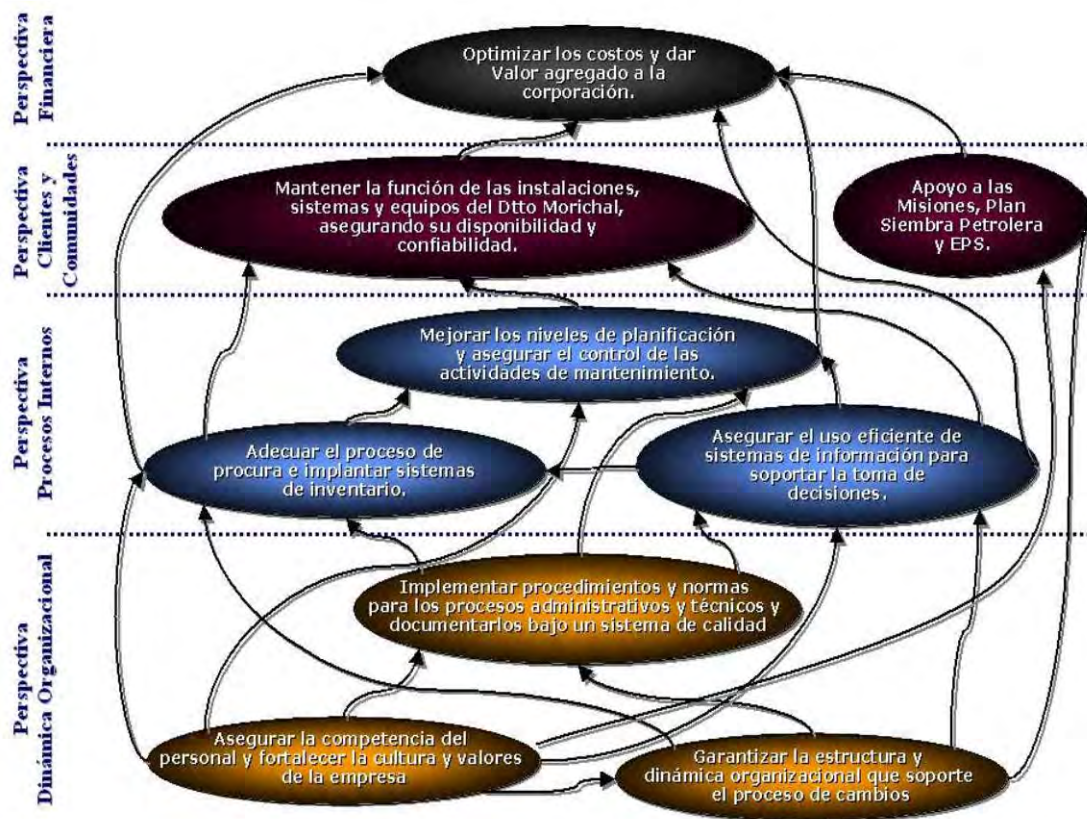 Perspectiva
Financiera
Optimizar los costos y dar
Valor agregado a la
corporación.
Perspectiva
Clientes y
Comunidades
Mantener la función de las instalaciones,
sistemas y equipos del Dtto Morichal,
asegurando su disponibilidad y
confiabilidad.
Apoyo a las
Misiones, Plan
Siembra Petrolera
y EPS.
Perspectiva
Procesos Internos
Mejorar los niveles de planificación
y asegurar el control de las
actividades de mantenimiento.
Adecuar el proceso de
procura e implantar sistemas
de inventario.
Asegurar el uso eficiente de
sistemas de información para
soportar la toma de
decisiones.
Perspectiva
Dinámica Organizacional
Implementar procedimientos y normas
para los procesos administrativos y técnicos y
documentarlos bajo un sistema de calidad
Asegurar la competencia del
personal y fortalecer la cultura y valores
de la empresa
Garantizar la estructura y
dinámica organizacional que soporte
el proceso de cambios